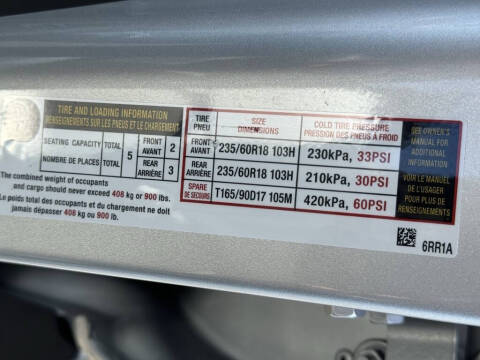 TIRE AND LOADING INFORMATION
RENSEIGNEMENTS SUR LES PNEUS ET LE CHARGEMENT
SEATING CAPACITY
NOMBRE DE PLACES
TOTAL
TOTAL
5
FRONT
AVANT
2
REAR
ARRIÈRE
3
The combined weight of occupants
and cargo should never exceed 408 kg or 900 lbs.
Le poids total des occupants et du chargement ne doit
jamais dépasser 408 kg ou 900 lb.
TIRE
PNEU
SIZE
DIMENSIONS
COLD TIRE PRESSURE
PRESSION DES PNEUS À FROID
FRONT
AVANT
235/60R18 103H
230kPa, 33PSI
REAR
ARRIÈRE
235/60R18 103H
210kPa, 30PSI
SPARE
DE SECOURS
T165/90D17 105M
420kPa, 60PSI
SEE OWNER'S
MANUAL FOR
ADDITIONAL
INFORMATION
VOIR LE MANUEL
DE L'USAGER
POUR PLUS DE
RENSEIGNEMENTS
6RR1A